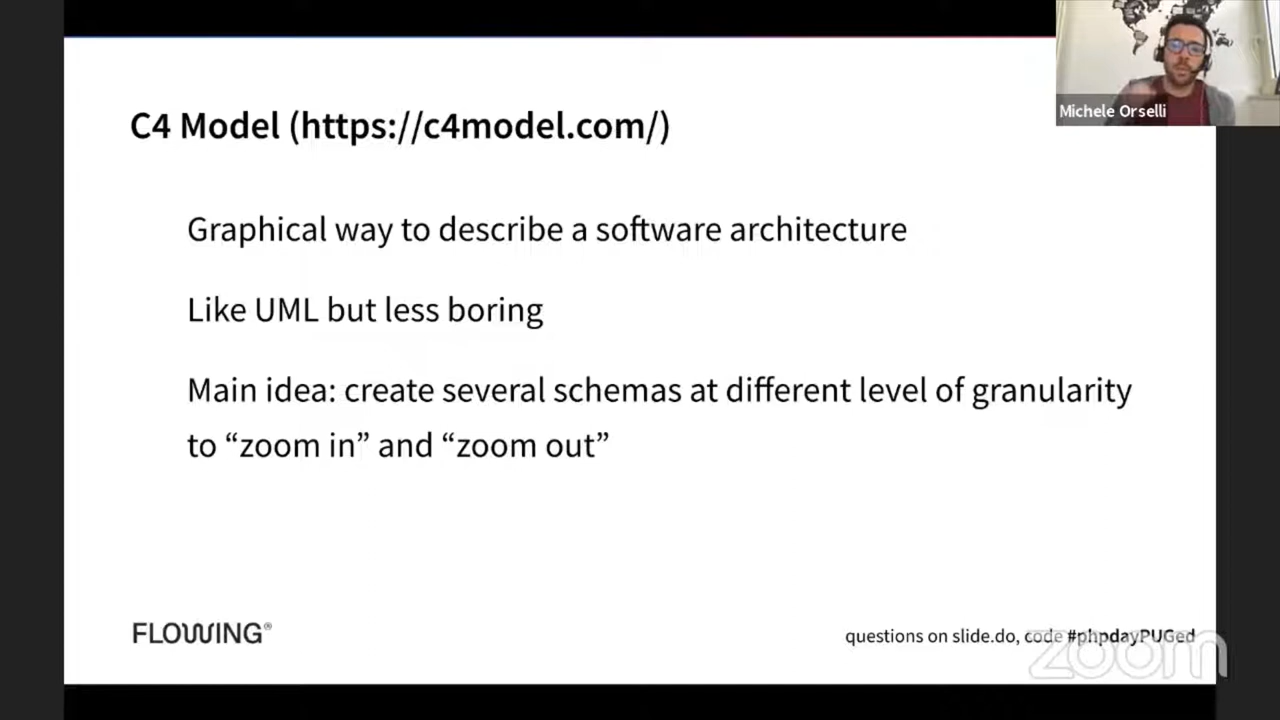 C4 Model (https://c4model.com/)
Michele Orselli
Graphical way to describe a software architecture
Like UML but less boring
Main idea: create several schemas at different level of granularity
to “zoom in” and “zoom out”
FLOWING®
questions on slide.do, code #phpdayPUGed
zoom